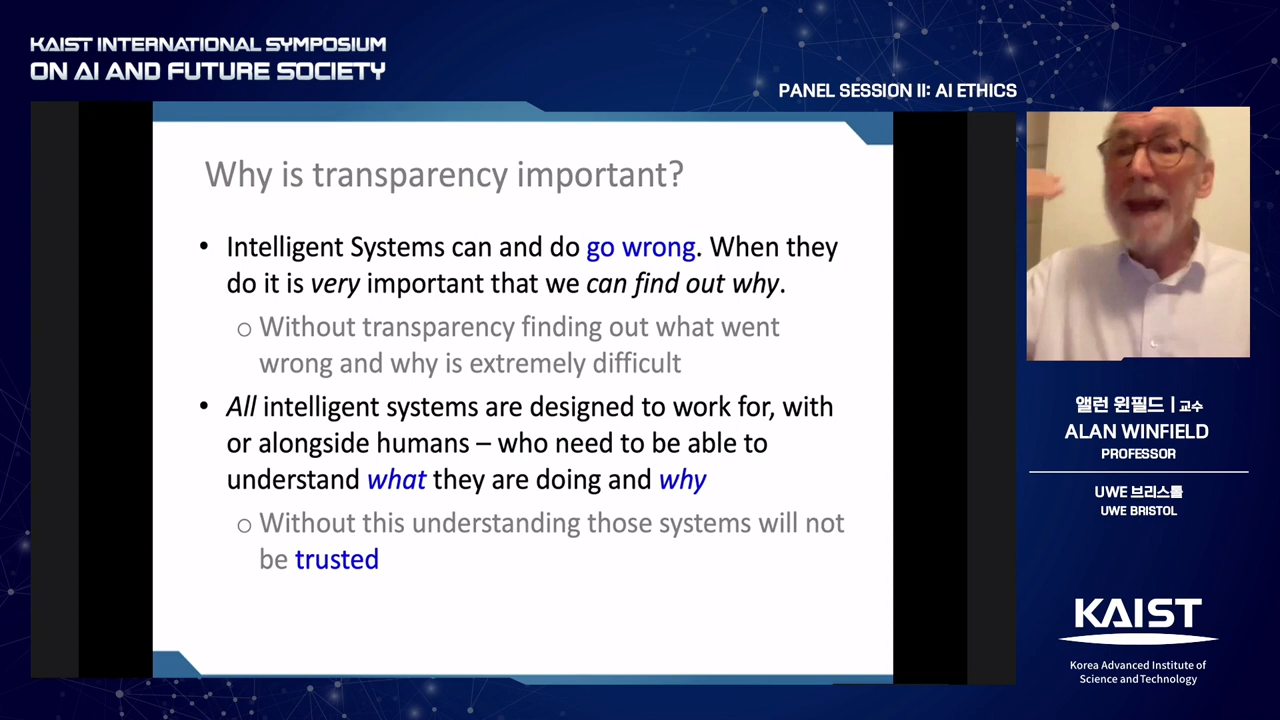 KAIST INTERNATIONAL SYMPOSIUM
ON AI AND FUTURE SOCIETY
PANEL SESSION II: AI ETHICS
Why is transparency important?
• Intelligent Systems can and do go wrong. When they
do it is very important that we can find out why.
○ Without transparency finding out what went
wrong and why is extremely difficult
• All intelligent systems are designed to work for, with
or alongside humans – who need to be able to
understand what they are doing and why
○ Without this understanding those systems will not
be trusted
앨런 윈필드 | 교수
ALAN WINFIELD
PROFESSOR
UWE 브리스톨
UWE BRISTOL
KAIST
Korea Advanced Institute of
Science and Technology